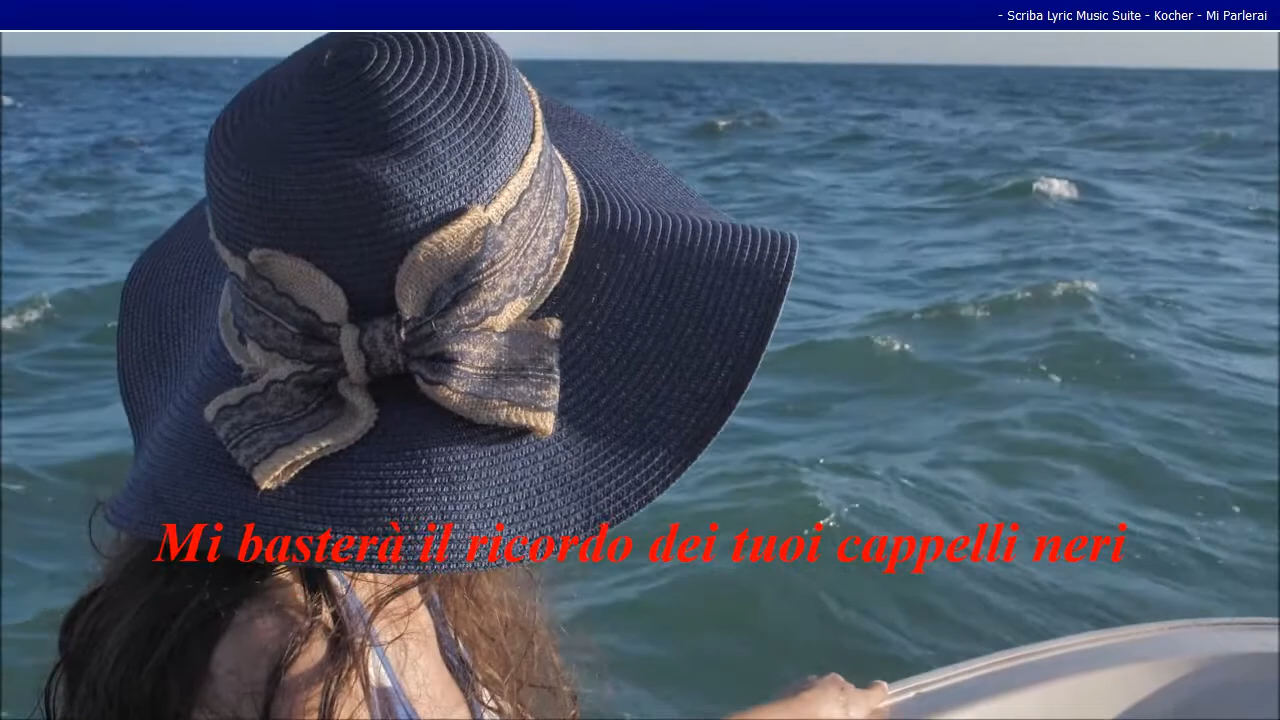 - Scriba Lyric Music Suite - Kocher - Mi Parlerai
Mi basterà il ricordo dei tuoi cappelli neri